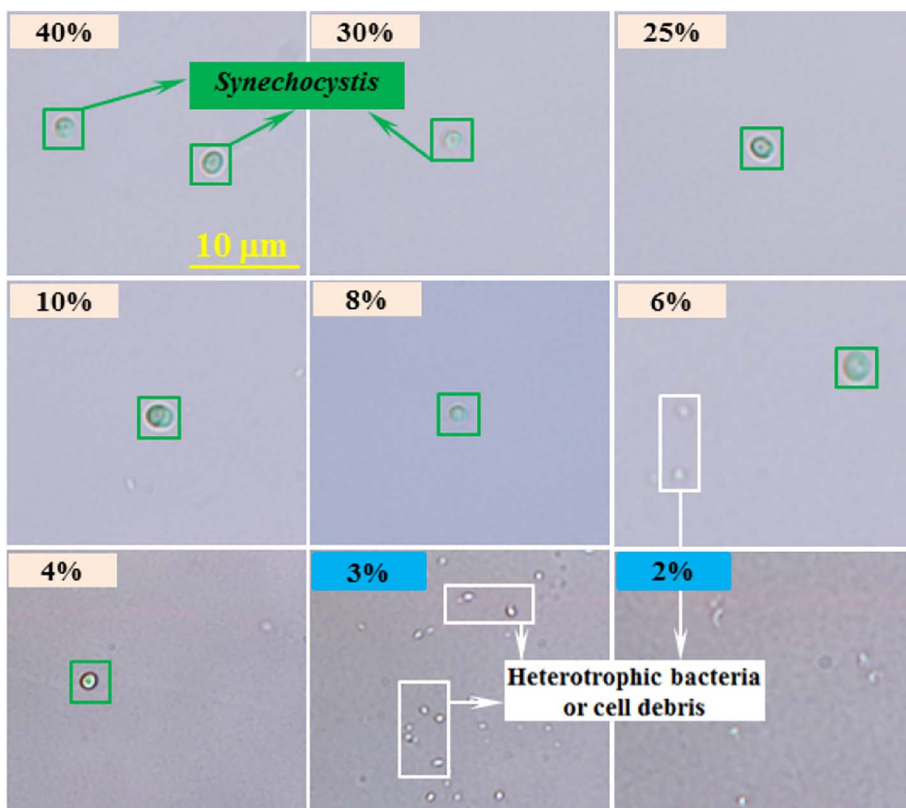 40%
30%
25%
Synechocystis
10 µm
10%
8%
6%
4%
3%
2%
Heterotrophic bacteria
or cell debris